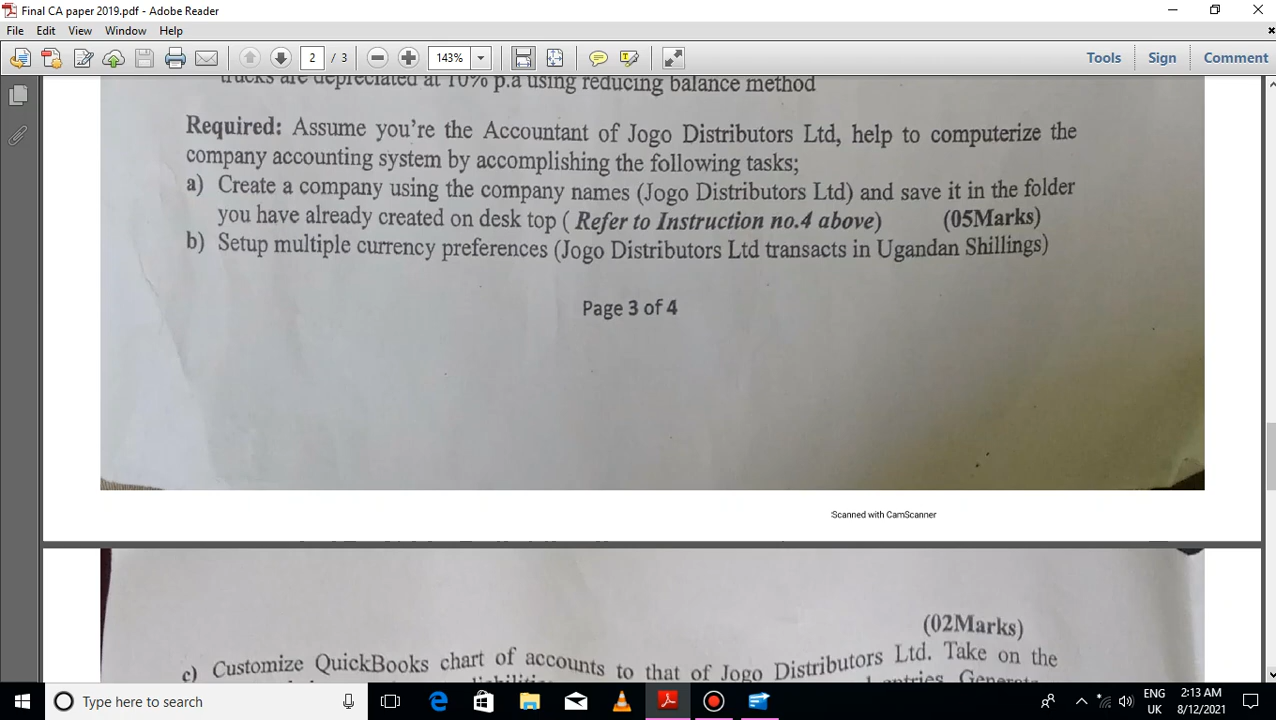 Final CA paper 2019.pdf - Adobe Reader
File Edit View Window Help
2 / 3 143% Tools Sign Comment
trucks are depreciated at 10% p.a using reducing balance method
Required: Assume you're the Accountant of Jogo Distributors Ltd, help to computerize the
company accounting system by accomplishing the following tasks;
a) Create a company using the company names (Jogo Distributors Ltd) and save it in the folder
you have already created on desk top ( Refer to Instruction no.4 above) (05Marks)
b) Setup multiple currency preferences (Jogo Distributors Ltd transacts in Ugandan Shillings)
Page 3 of 4
Scanned with CamScanner
(02Marks)
c) Customize QuickBooks chart of accounts to that of Jogo Distributors Ltd. Take on the
entries Generate
Type here to search
ENG 2:13 AM
UK 8/12/2021